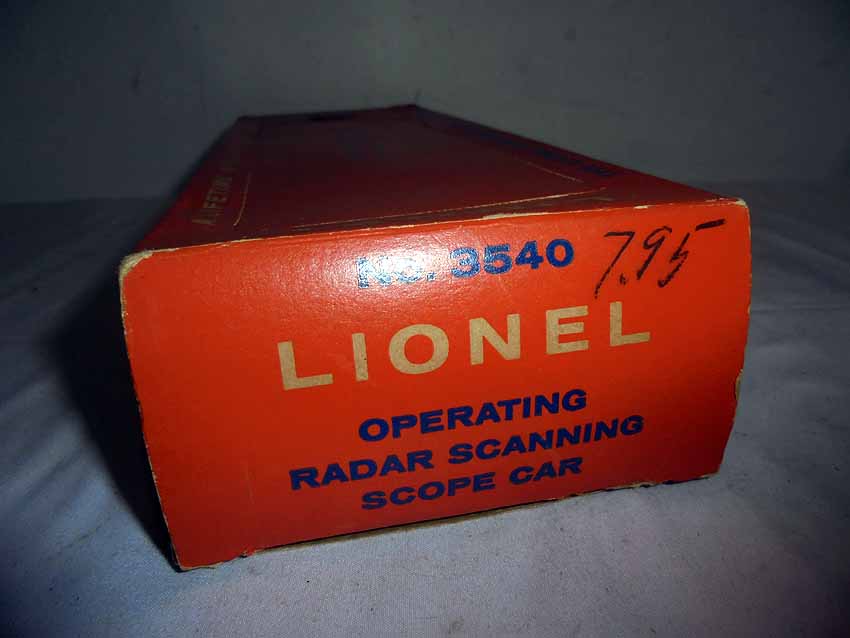 No. 3540 7.95
LIONEL
OPERATING
RADAR SCANNING
SCOPE CAR